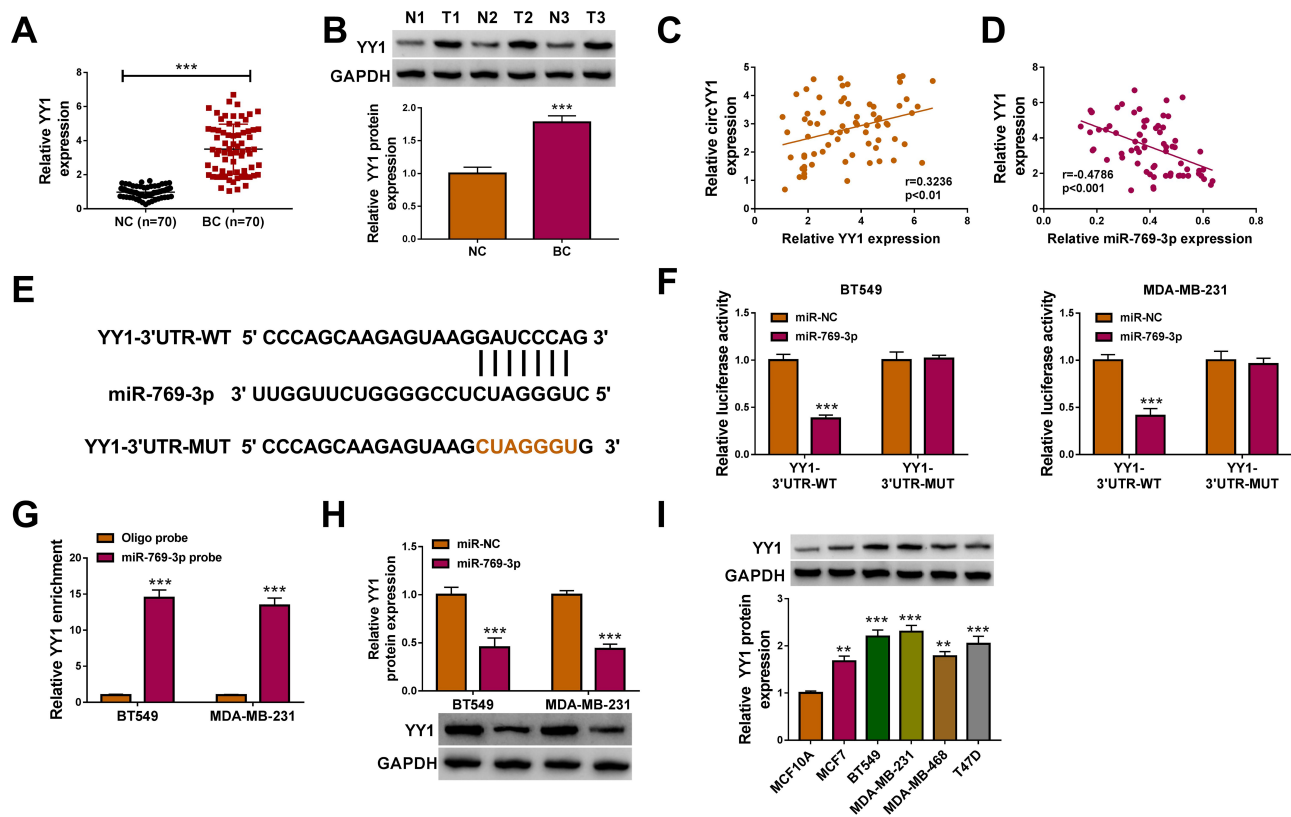 A
***
Relative YY1
expression
8
6
4
2
0
NC (n=70)
BC (n=70)
B
N1 T1 N2 T2 N3 T3
YY1
GAPDH
Relative YY1 protein
expression
2.0
1.5
1.0
0.5
0.0
***
NC
BC
C
Relative circYY1
expression
5
4
3
2
1
0
r=0.3236
p<0.01
0 2 4 6 8
Relative YY1 expression
D
Relative YY1
expression
8
6
4
2
0
r=-0.4786
p<0.001
0.0 0.2 0.4 0.6 0.8
Relative miR-769-3p expression
E
YY1-3'UTR-WT 5' CCCAGCAAGAGUAAGGAUCCCAG 3'
miR-769-3p 3' UUGGUUCUGGGGCCUCUAGGGUC 5'
YY1-3'UTR-MUT 5' CCCAGCAAGAGUAAGCUAGGGUG 3'
F
BT549
Relative luciferase activity
1.5
1.0
0.5
0.0
miR-NC
miR-769-3p
***
YY1-
3'UTR-WT
YY1-
3'UTR-MUT
MDA-MB-231
Relative luciferase activity
1.5
1.0
0.5
0.0
miR-NC
miR-769-3p
***
YY1-
3'UTR-WT
YY1-
3'UTR-MUT
G
Oligo probe
miR-769-3p probe
Relative YY1 enrichment
20
15
10
5
0
***
***
BT549
MDA-MB-231
H
Relative YY1
protein expression
1.5
1.0
0.5
0.0
miR-NC
miR-769-3p
***
***
BT549
MDA-MB-231
YY1
GAPDH
I
YY1
GAPDH
Relative YY1 protein
expression
3
2
1
0
**
***
***
**
***
MCF10A
MCF7
BT549
MDA-MB-231
MDA-MB-468
T47D